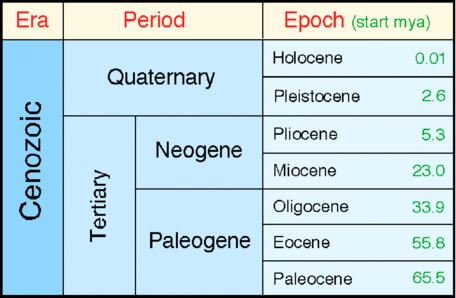 Era Period Epoch (start mya)
Cenozoic
Quaternary
Holocene 0.01
Pleistocene 2.6
Tertiary
Neogene
Pliocene 5.3
Miocene 23.0
Paleogene
Oligocene 33.9
Eocene 55.8
Paleocene 65.5